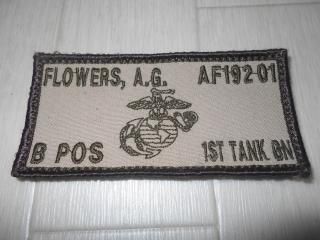 FLOWERS, A.G. AF192-01
B POS 1ST TANK BN